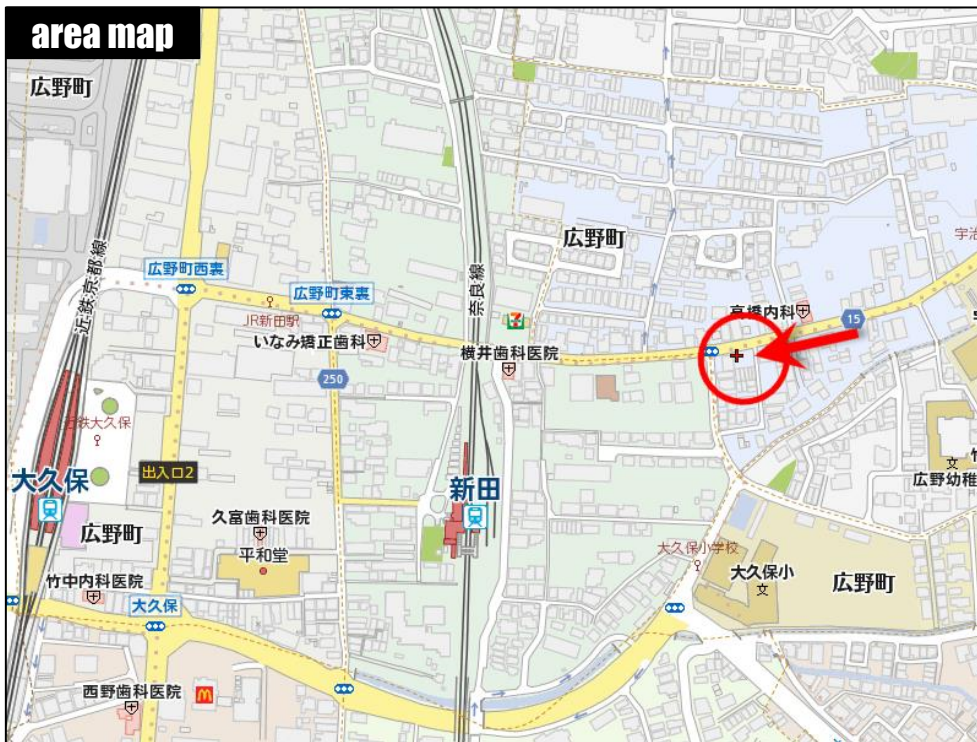 area map
広野町
近鉄京都線
広野町西裏
広野町東裏
JR新田駅
いなみ矯正歯科
奈良線
7
横井歯科医院
広野町
高橋内科
15
250
近鉄大久保
大久保
出入口2
広野町
新田
久富歯科医院
平和堂
竹中内科医院
大久保
西野歯科医院
大久保小学校
大久保小
広野町
広野幼稚
竹
宇治